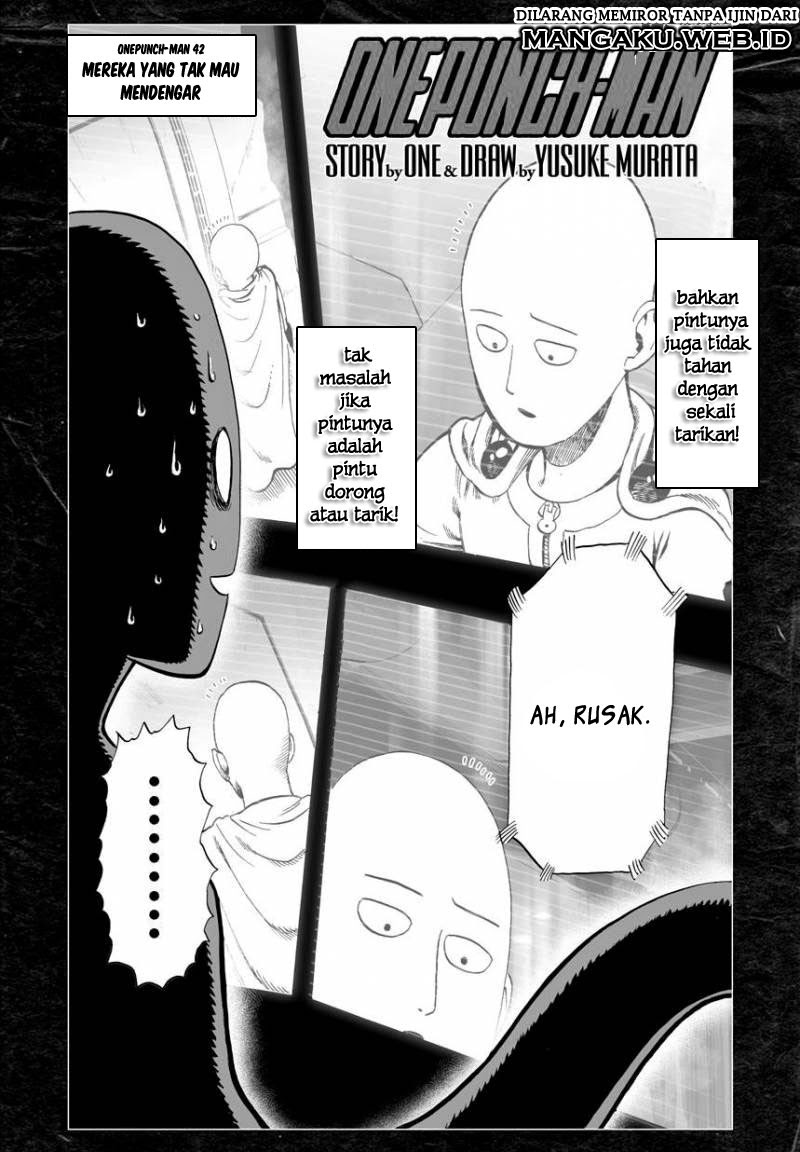 DILARANG MEMIROR TANPA IJIN DARI
MANGAKU.WEB.ID
ONEPUNCH-MAN 42
MEREKA YANG TAK MAU
MENDENGAR
ONEPUNCH-MAN
STORY by ONE & DRAW by YUSUKE MURATA
bahkan
pintunya
juga tidak
tahan
dengan
sekali
tarikan!
tak
masalah
jika
pintunya
adalah
pintu
dorong
atau tarik!
AH, RUSAK.
.........